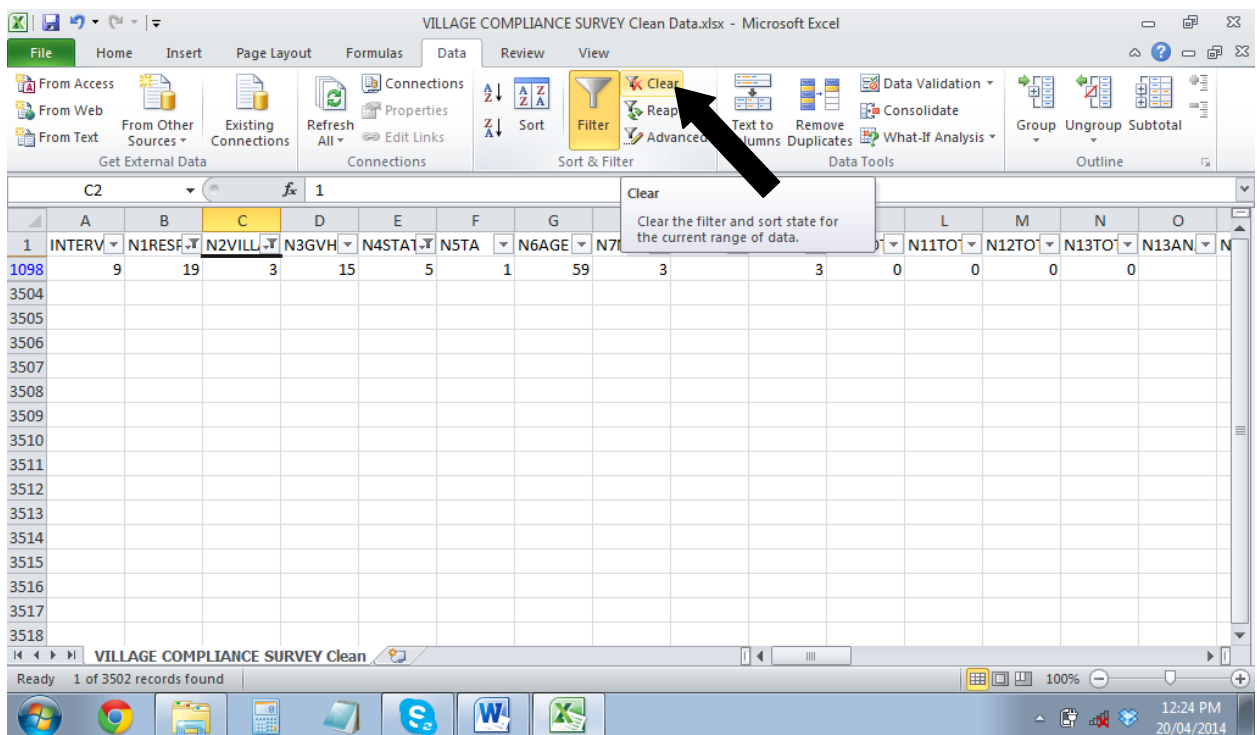 VILLAGE COMPLIANCE SURVEY Clean Data.xlsx - Microsoft Excel
File Home Insert Page Layout Formulas Data Review View
From Access
From Web
From Text
From Other Sources
Get External Data
Existing Connections
Refresh All
Connections
Properties
Edit Links
Connections
A Z
Z A
Sort
Filter
Clear
Advanced
Sort & Filter
Text to
Remove Duplicates
Data Validation
Consolidate
What-If Analysis
Data Tools
Group Ungroup Subtotal
Outline
C2 fx 1
Clear
Clear the filter and sort state for
the current range of data.
A B C D E F G L M N O
1 INTERV N1RESF N2VILL N3GVH N4STAT N5TA N6AGE N11TOT N12TOT N13TOT N13AN
1098 9 19 3 15 5 1 59 3 3 0 0 0 0
3504
3505
3506
3507
3508
3509
3510
3511
3512
3513
3514
3515
3516
3517
3518
VILLAGE COMPLIANCE SURVEY Clean
Ready 1 of 3502 records found 100%
12:24 PM
20/04/2014